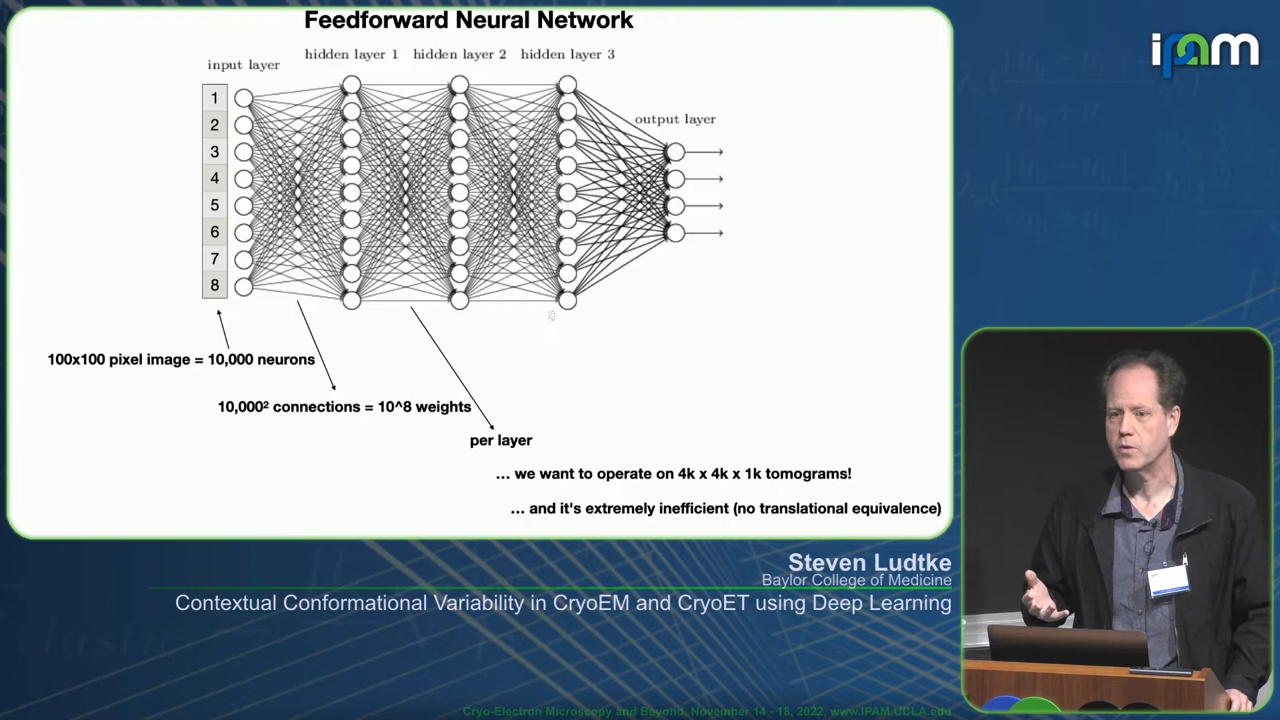 Feedforward Neural Network
input layer
hidden layer 1
hidden layer 2
hidden layer 3
output layer
1
2
3
4
5
6
7
8
100x100 pixel image = 10,000 neurons
10,000² connections = 10^8 weights
per layer
... we want to operate on 4k x 4k x 1k tomograms!
... and it's extremely inefficient (no translational equivalence)
ipam
Steven Ludtke
Baylor College of Medicine
Contextual Conformational Variability in CryoEM and CryoET using Deep Learning
Cryo-Electron Microscopy and Beyond, November 14 - 18, 2022, www.IPAM.UCLA.edu